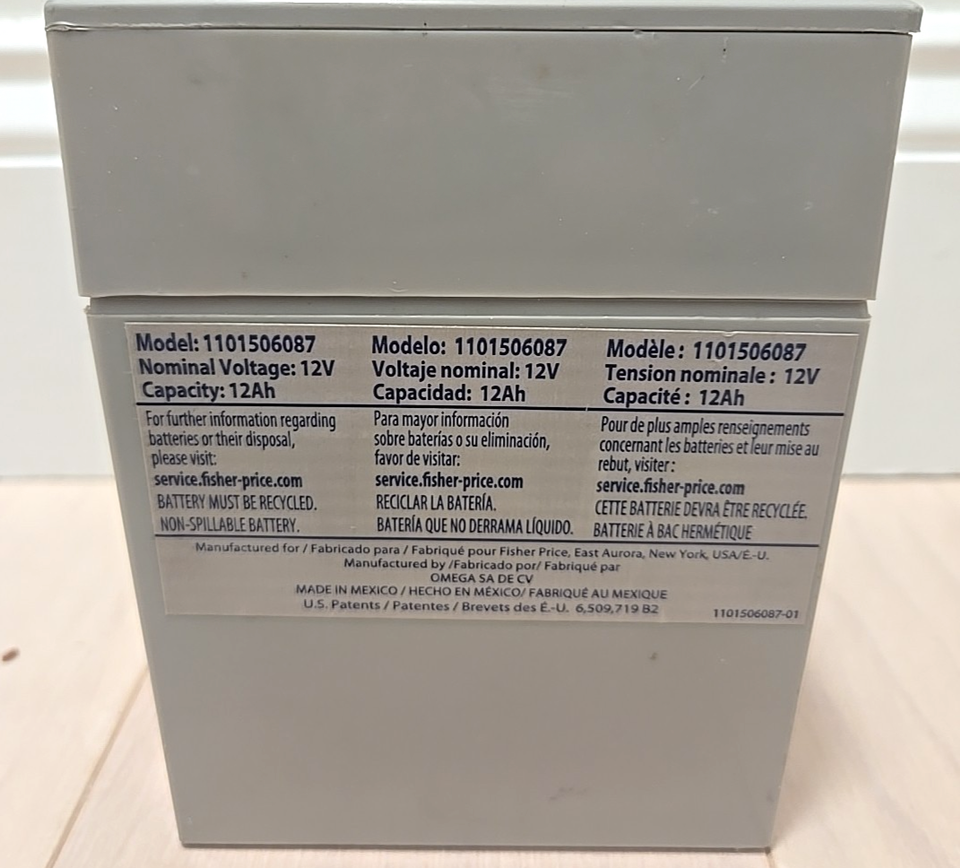 Model: 1101506087
Nominal Voltage: 12V
Capacity: 12Ah
For further information regarding
batteries or their disposal,
please visit:
service.fisher-price.com
BATTERY MUST BE RECYCLED.
NON-SPILLABLE BATTERY.
Modelo: 1101506087
Voltaje nominal: 12V
Capacidad: 12Ah
Para mayor información
sobre baterías o su eliminación,
favor de visitar:
service.fisher-price.com
RECICLAR LA BATERÍA.
BATERÍA QUE NO DERRAMA LÍQUIDO.
Modèle : 1101506087
Tension nominale : 12V
Capacité : 12Ah
Pour de plus amples renseignements
concernant les batteries et leur mise au
rebut, visiter :
service.fisher-price.com
CETTE BATTERIE DEVRA ÊTRE RECYCLÉE.
BATTERIE À BAC HERMÉTIQUE
Manufactured for / Fabricado para / Fabriqué pour Fisher Price, East Aurora, New York, USA/É.-U.
Manufactured by /Fabricado por/ Fabriqué par
OMEGA SA DE CV
MADE IN MEXICO / HECHO EN MÉXICO/ FABRIQUÉ AU MEXIQUE
U.S. Patents / Patentes / Brevets des É.-U. 6,509,719 B2
1101506087-01